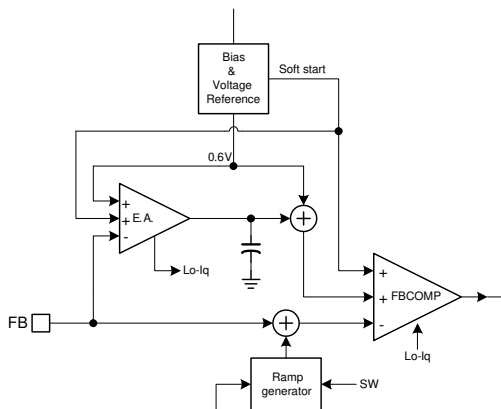 Bias
&
Voltage
Reference
Soft start
0.6V
+
+
-
E.A.
+
Lo-Iq
+
+
-
FBCOMP
FB
+
Lo-Iq
Ramp
generator
SW